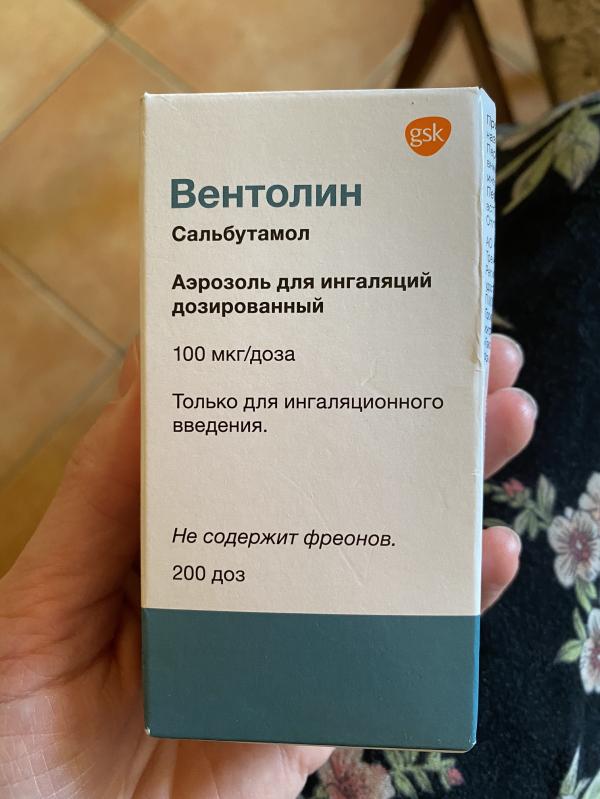 gsk
Вентолин
Сальбутамол
Аэрозоль для ингаляций
дозированный
100 мкг/доза
Только для ингаляционного
введения.
Не содержит фреонов.
200 доз